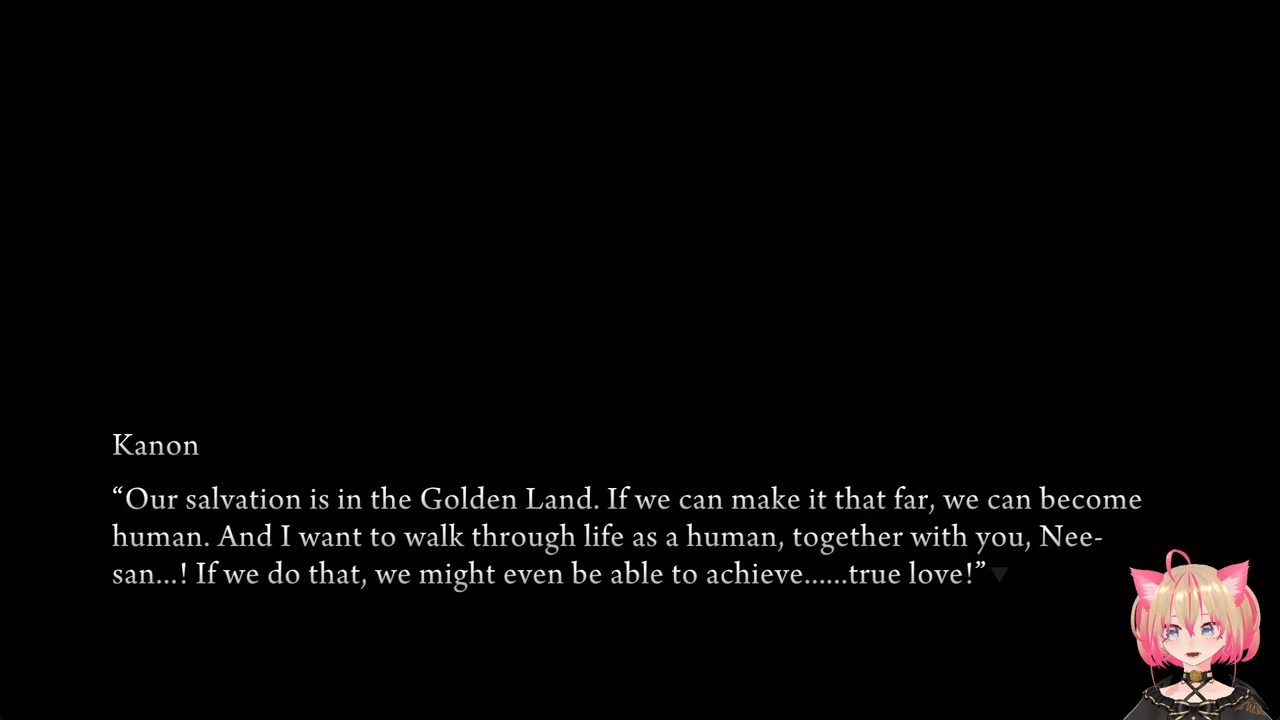 Kanon
“Our salvation is in the Golden Land. If we can make it that far, we can become
human. And I want to walk through life as a human, together with you, Nee-
san...! If we do that, we might even be able to achieve......true love!”